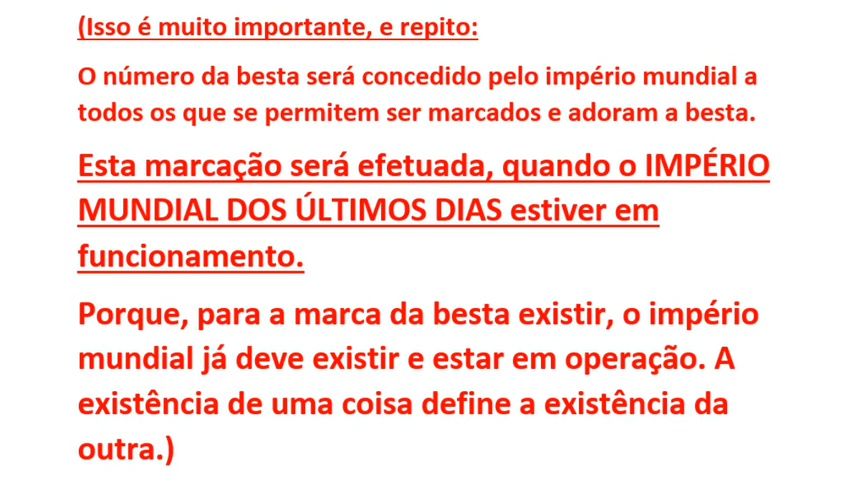 (Isso é muito importante, e repito:
O número da besta será concedido pelo império mundial a
todos os que se permitem ser marcados e adoram a besta.
Esta marcação será efetuada, quando o IMPÉRIO
MUNDIAL DOS ÚLTIMOS DIAS estiver em
funcionamento.
Porque, para a marca da besta existir, o império
mundial já deve existir e estar em operação. A
existência de uma coisa define a existência da
outra.)